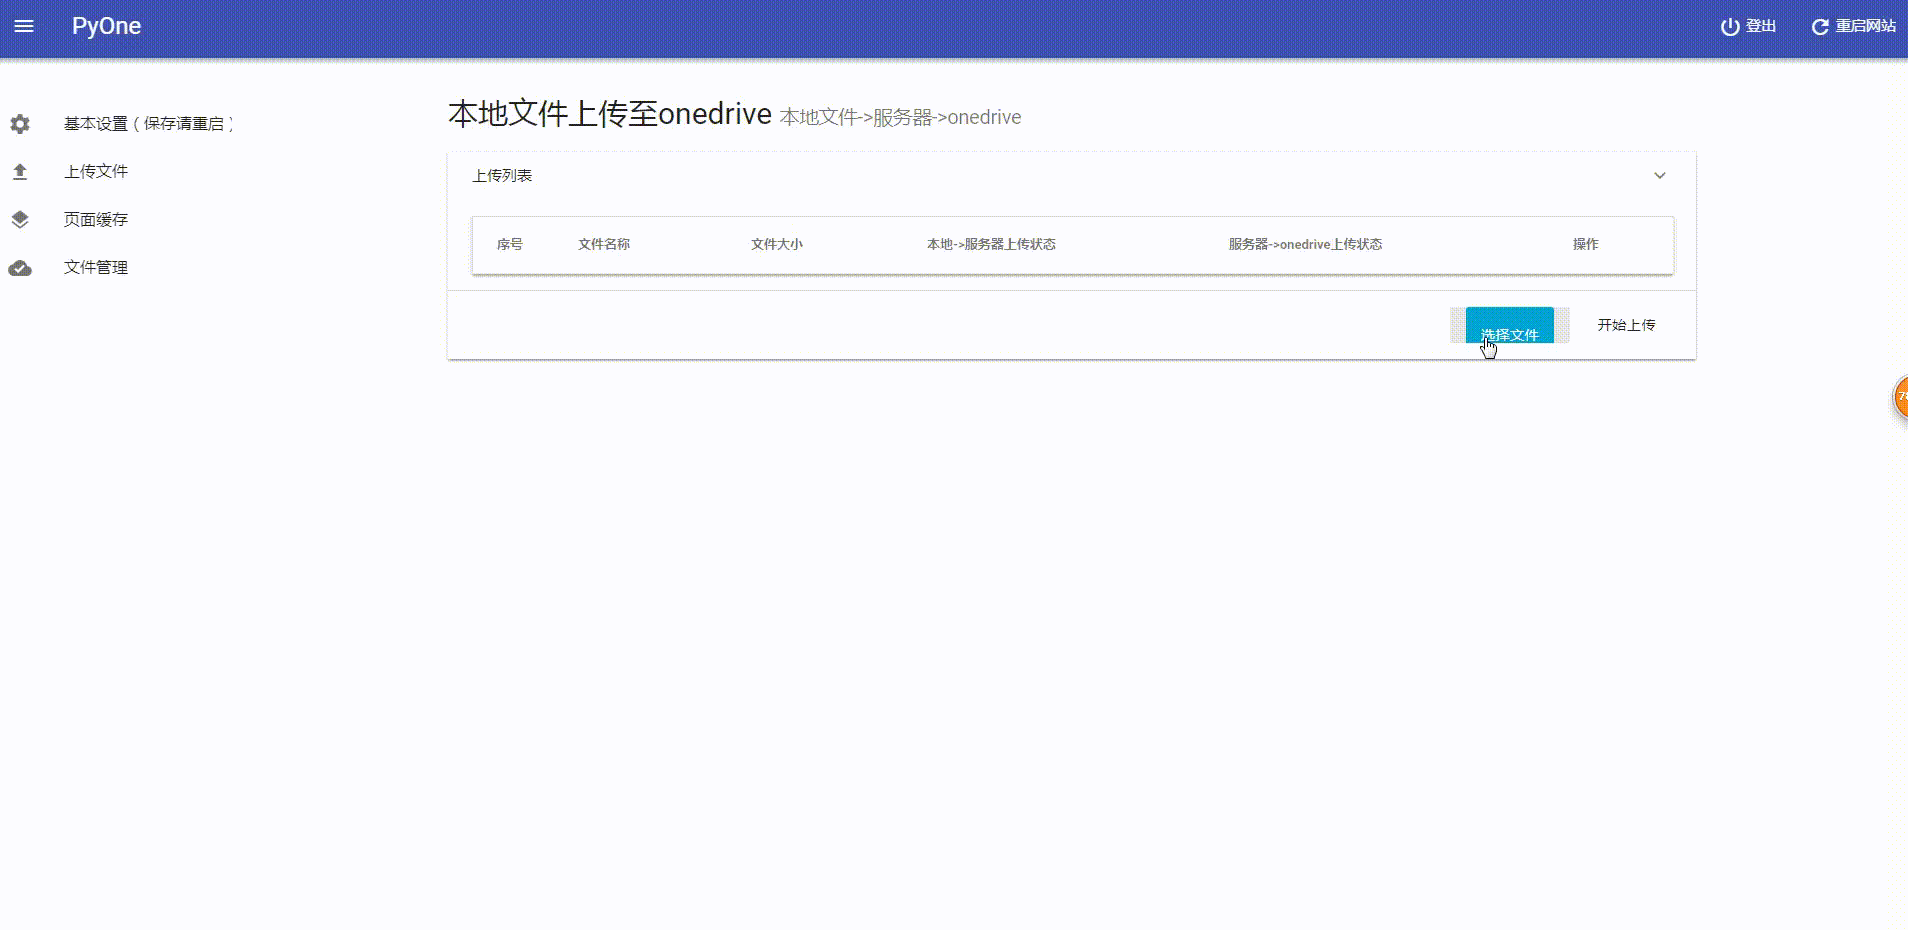 PyOne
登出
重启网站
基本设置（保存请重启）
上传文件
页面缓存
文件管理
本地文件上传至onedrive 本地文件->服务器->onedrive
上传列表
序号 文件名称 文件大小 本地->服务器上传状态 服务器->onedrive上传状态 操作
选择文件 开始上传